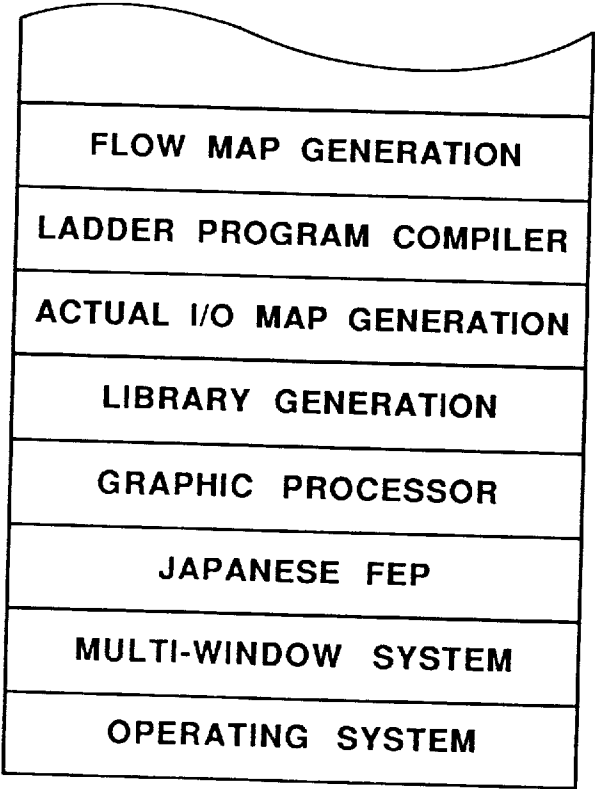 FLOW MAP GENERATION
LADDER PROGRAM COMPILER
ACTUAL I/O MAP GENERATION
LIBRARY GENERATION
GRAPHIC PROCESSOR
JAPANESE FEP
MULTI-WINDOW SYSTEM
OPERATING SYSTEM